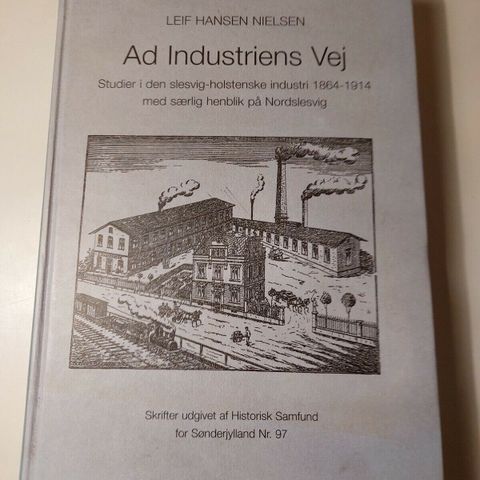 LEIF HANSEN NIELSEN
Ad Industriens Vej
Studier i den slesvig-holstenske industri 1864-1914
med særlig henblik på Nordslesvig
Skrifter udgivet af Historisk Samfund
for Sønderjylland Nr. 97